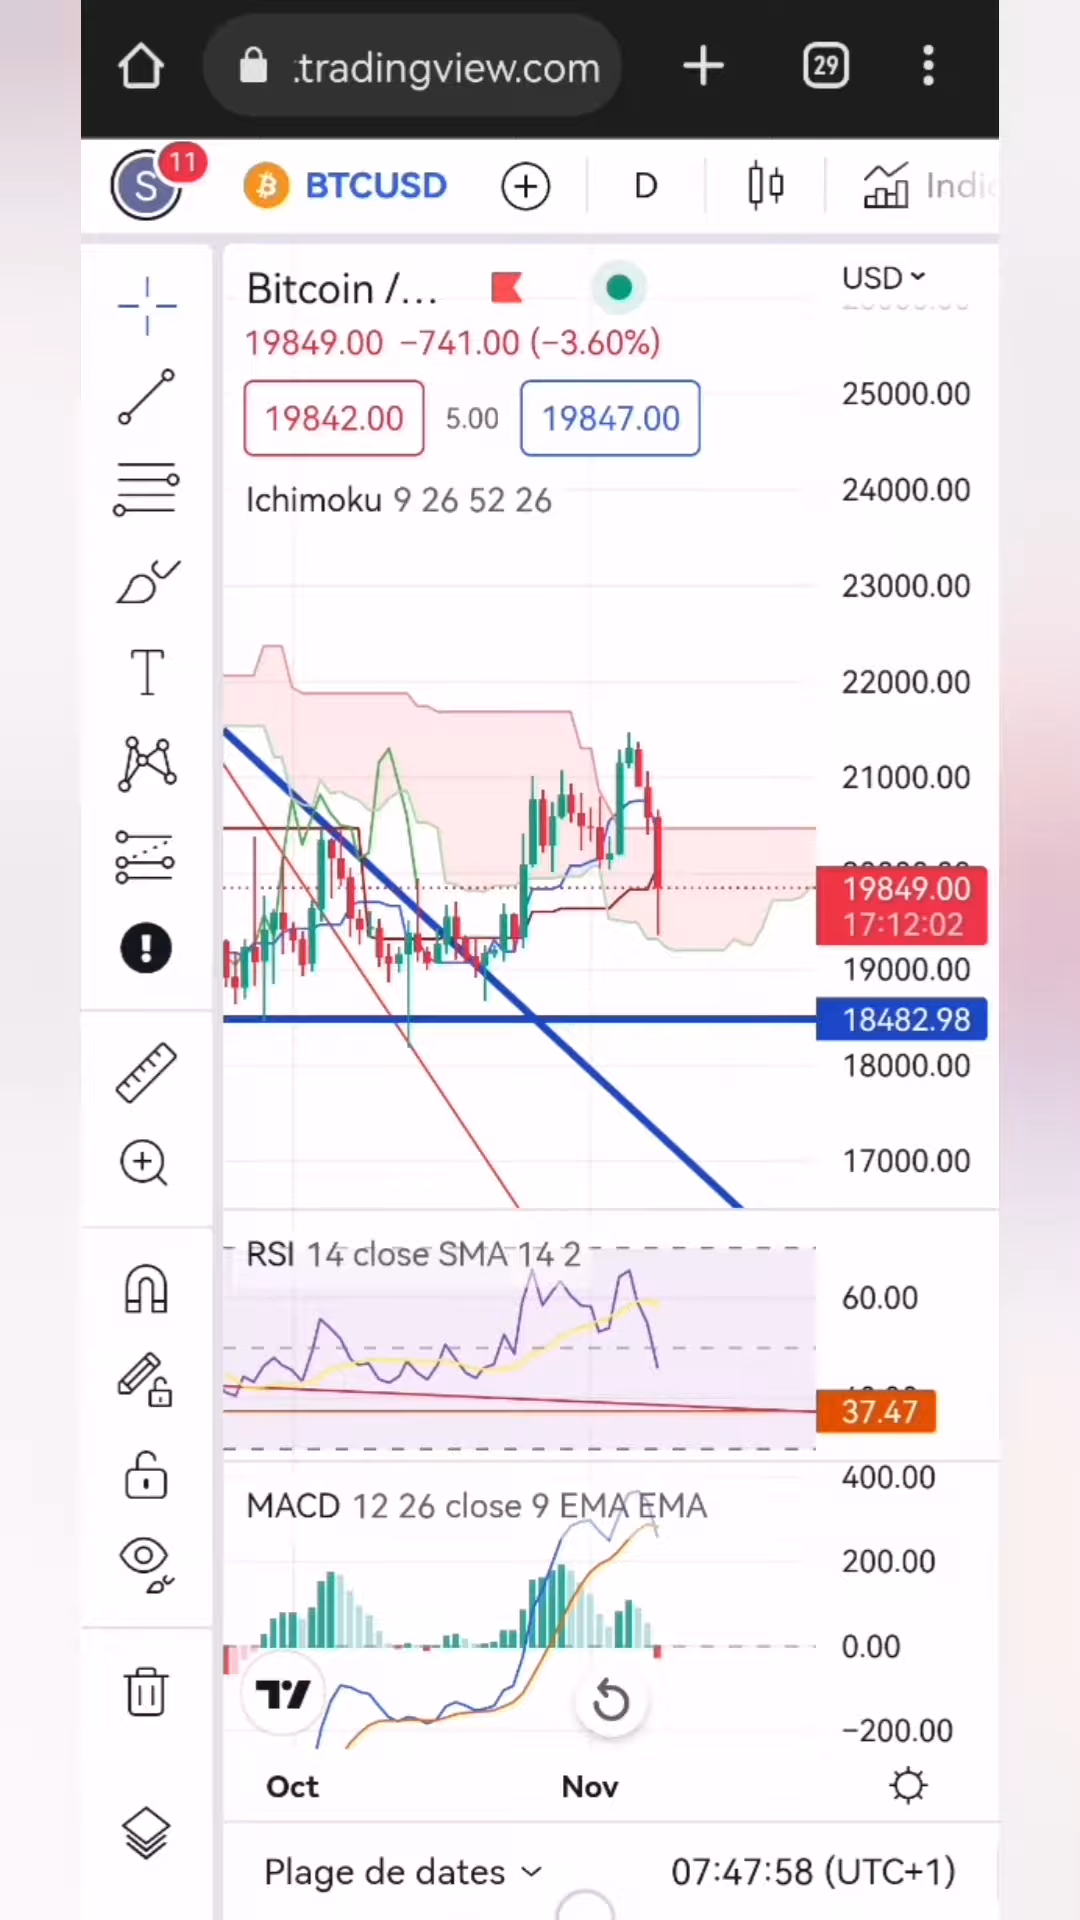 .tradingview.com
29
S
11
BTCUSD
D
Bitcoin /...
USD
19849.00 −741.00 (−3.60%)
19842.00
5.00
19847.00
Ichimoku 9 26 52 26
25000.00
24000.00
23000.00
22000.00
21000.00
19849.00
17:12:02
19000.00
18482.98
18000.00
17000.00
RSI 14 close SMA 14 2
60.00
37.47
MACD 12 26 close 9 EMA EMA
400.00
200.00
0.00
−200.00
Oct
Nov
Plage de dates
07:47:58 (UTC+1)